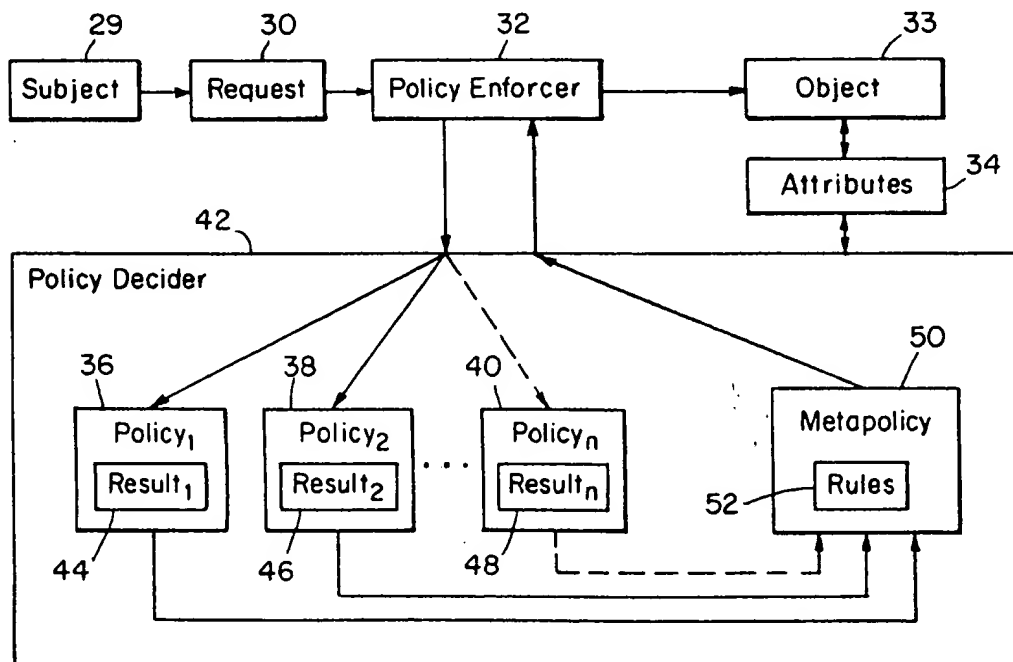 29 30 32 33
Subject Request Policy Enforcer Object
34
Attributes
42
Policy Decider
36 38 40 50
Policy1 Policy2 Policyn Metapolicy
Result1 Result2 ... Resultn 52 Rules
44 46 48